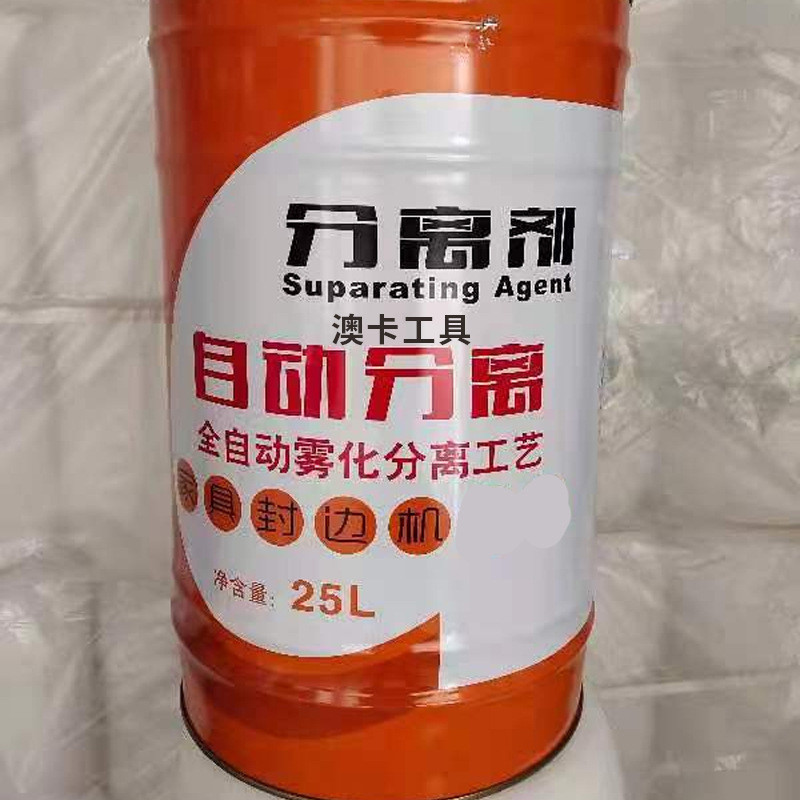 分离剂
Suparating Agent
澳卡工具
自动分离
全自动雾化分离工艺
家具封边机
净含量: 25L